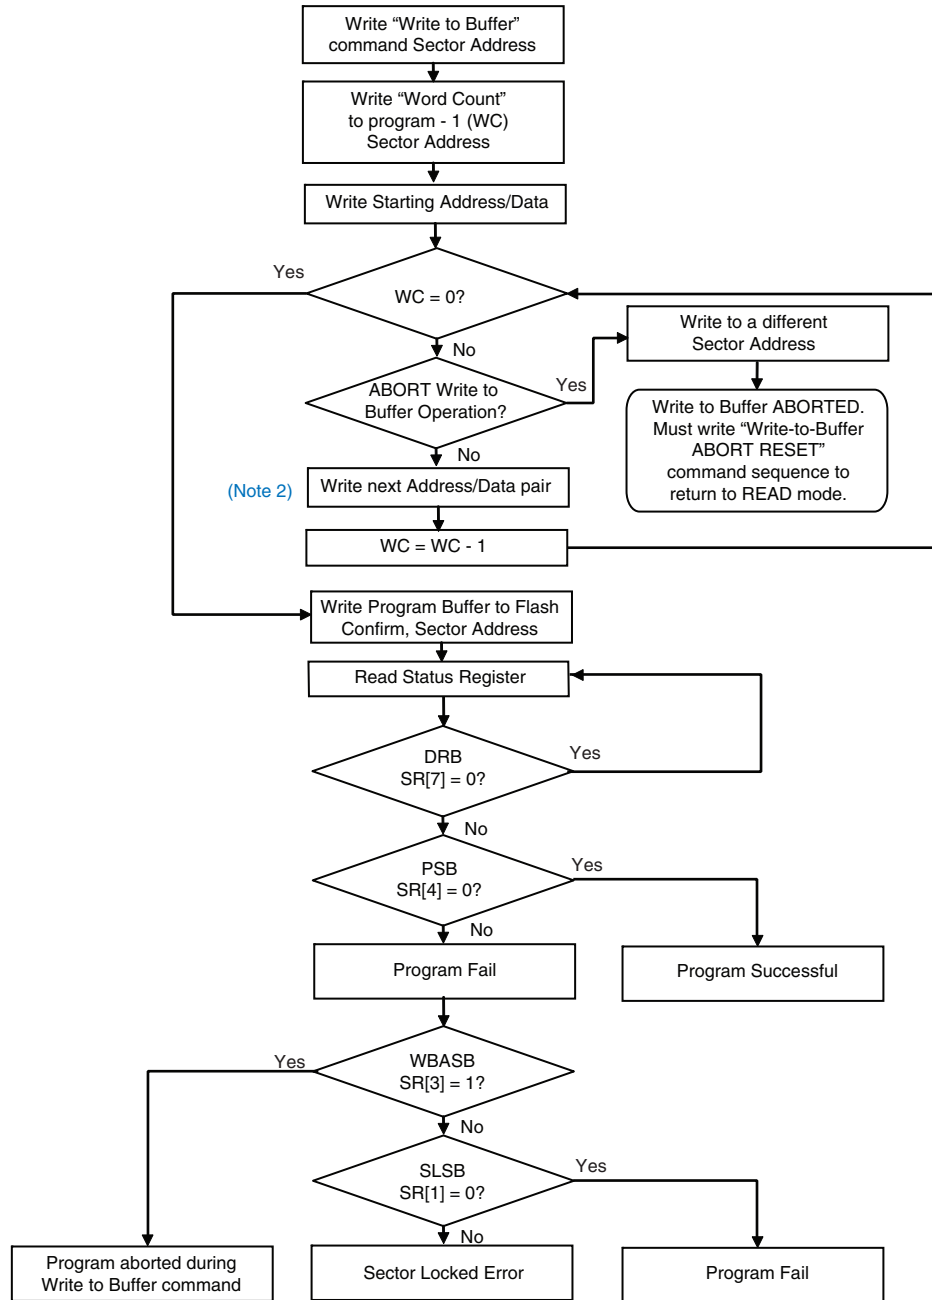 Write “Write to Buffer”
command Sector Address
Write “Word Count”
to program - 1 (WC)
Sector Address
Write Starting Address/Data
Yes
WC = 0?
No
Write to a different
Sector Address
ABORT Write to
Buffer Operation?
Yes
Write to Buffer ABORTED.
Must write “Write-to-Buffer
ABORT RESET”
command sequence to
return to READ mode.
No
(Note 2)
Write next Address/Data pair
WC = WC - 1
Write Program Buffer to Flash
Confirm, Sector Address
Read Status Register
DRB
SR[7] = 0?
Yes
No
PSB
SR[4] = 0?
Yes
No
Program Fail
Program Successful
Yes
WBASB
SR[3] = 1?
No
SLSB
SR[1] = 0?
Yes
No
Program aborted during
Write to Buffer command
Sector Locked Error
Program Fail